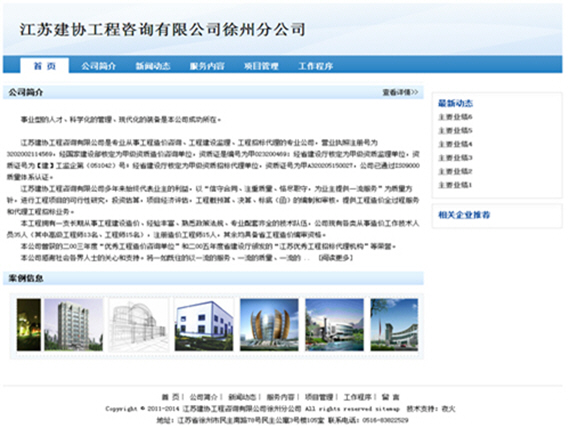 江苏建协工程咨询有限公司徐州分公司
首 页 公司简介 新闻动态 服务内容 项目管理 工作程序
公司简介 查看详情>>
事业型的人才、科学化的管理、现代化的装备是本公司成功所在。
江苏建协工程咨询有限公司是专业从事工程造价咨询、工程建设监理、工程招标代理的专业公司，营业执照注册号为
3202002114569；经国家建设部核定为甲级资质造价咨询单位，资质证号编号为甲023200469；经省建设厅核定为甲级资质监理单位，资
质证号为【建】工监企第（051042）号；经省建设厅核定为甲级资质招标代理单位，资质证号为甲A320205150027，公司已通过ISO9000
质量体系认证。
江苏建协工程咨询有限公司多年来始终代表业主的利益，以“信守合同、注重质量、恪尽职守，为业主提供一流服务”为质量方
针，进行工程项目的可行性研究，投资估算；项目经济评估、工程概预算、决算、标底（函）的编制和审核，提供工程造价全过程服务
和代理工程招标业务。
本工程拥有一支长期从事工程建设造价、经验丰富、熟悉政策法规、专业配套齐全的技术队伍，公司现有各类从事造价工作技术人
员35人（其中高级工程师13名、工程师15名），注册造价工程师15人，其余均具备省工程造价编审资格。
本公司曾获的二00三年度“优秀工程造价咨询单位”和二00五年度省建设厅颁发的“江苏优秀工程招标代理机构”等荣誉。
本公司感谢社会各界人士的关心和支持。将一如既往的以一流的服务、一流的质量、一流的 ... [阅读更多]
案例信息
最新动态
主要业绩6
主要业绩5
主要业绩4
主要业绩3
主要业绩2
主要业绩1
相关企业推荐
首 页| 公司简介| 新闻动态| 服务内容| 项目管理| 工作程序| 留 言
Copyright © 2011-2014 江苏建协工程咨询有限公司徐州分公司 All rights reserved sitemap 技术支持：夜火
地址：江苏省徐州市民主南路78号民主公寓3号楼105室 联系电话：0516-83822529